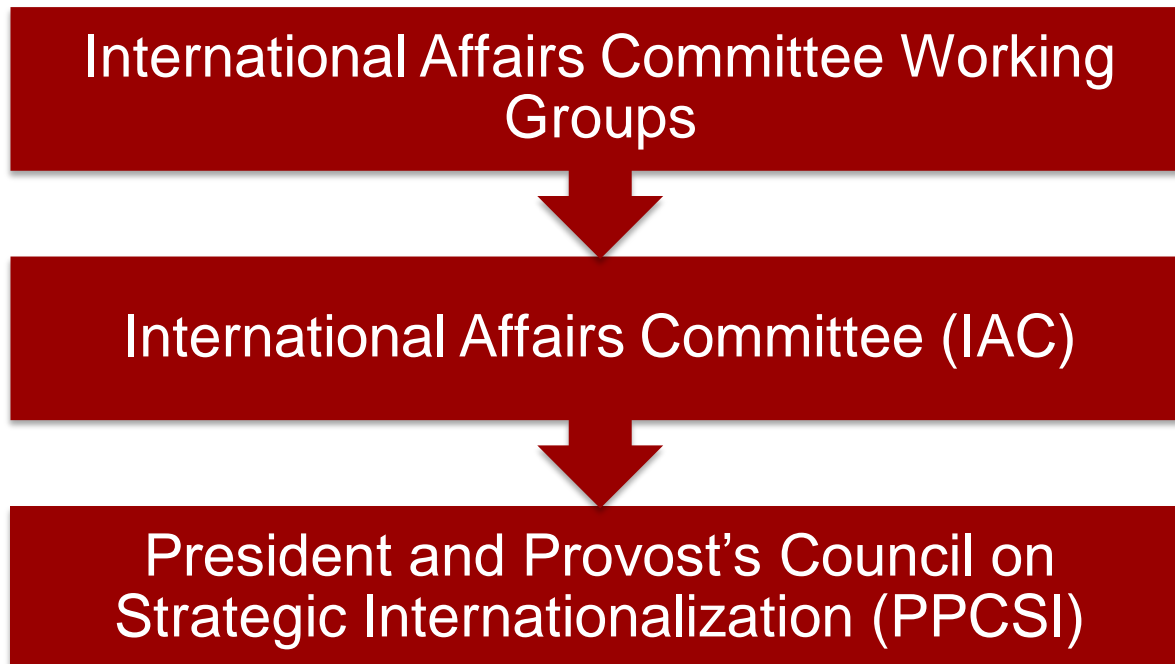 International Affairs Committee Working
Groups
International Affairs Committee (IAC)
President and Provost’s Council on
Strategic Internationalization (PPCSI)